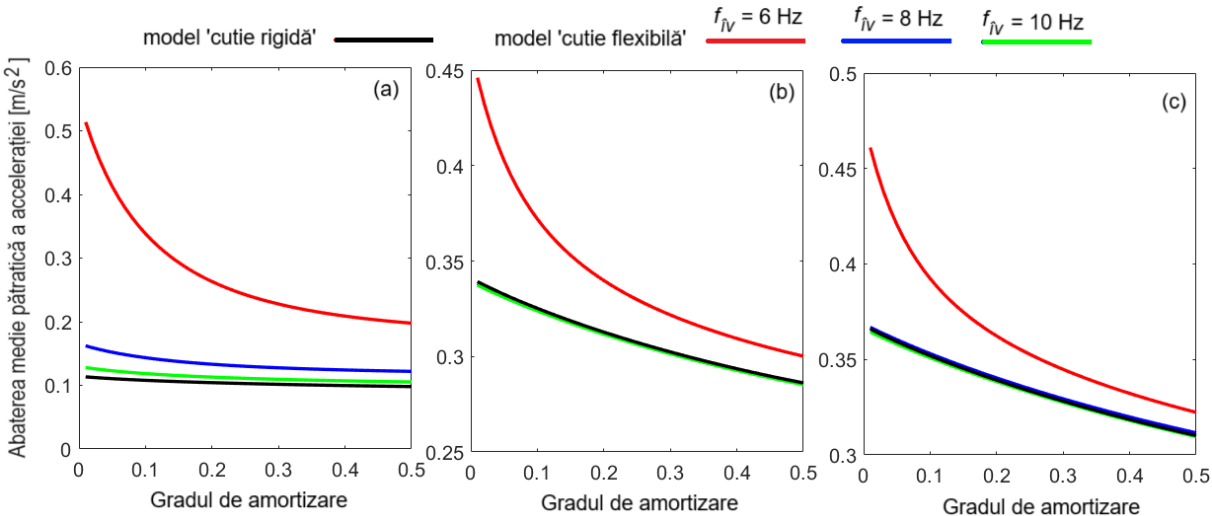 model 'cutie rigidă' model 'cutie flexibilă' fîv = 6 Hz fîv = 8 Hz fîv = 10 Hz
Abaterea medie pătratică a accelerației [m/s²]
0.6
0.5
0.4
0.3
0.2
0.1
0
(a)
0 0.1 0.2 0.3 0.4 0.5
Gradul de amortizare
0.45
0.4
0.35
0.3
0.25
(b)
0 0.1 0.2 0.3 0.4 0.5
Gradul de amortizare
0.5
0.45
0.4
0.35
0.3
(c)
0 0.1 0.2 0.3 0.4 0.5
Gradul de amortizare